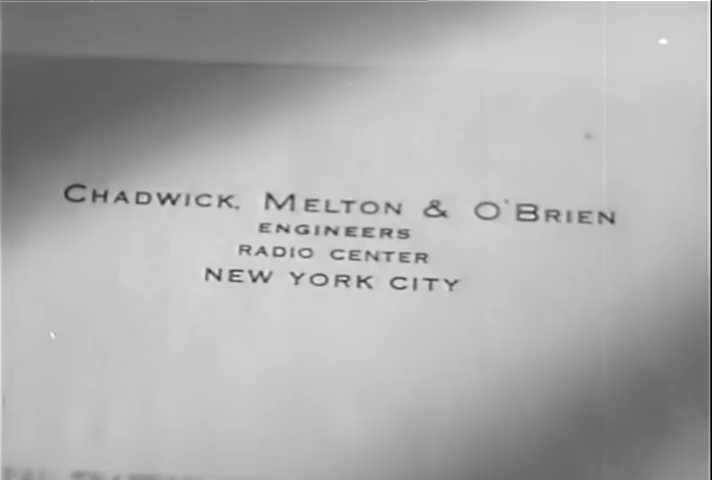 CHADWICK, MELTON & O'BRIEN
ENGINEERS
RADIO CENTER
NEW YORK CITY